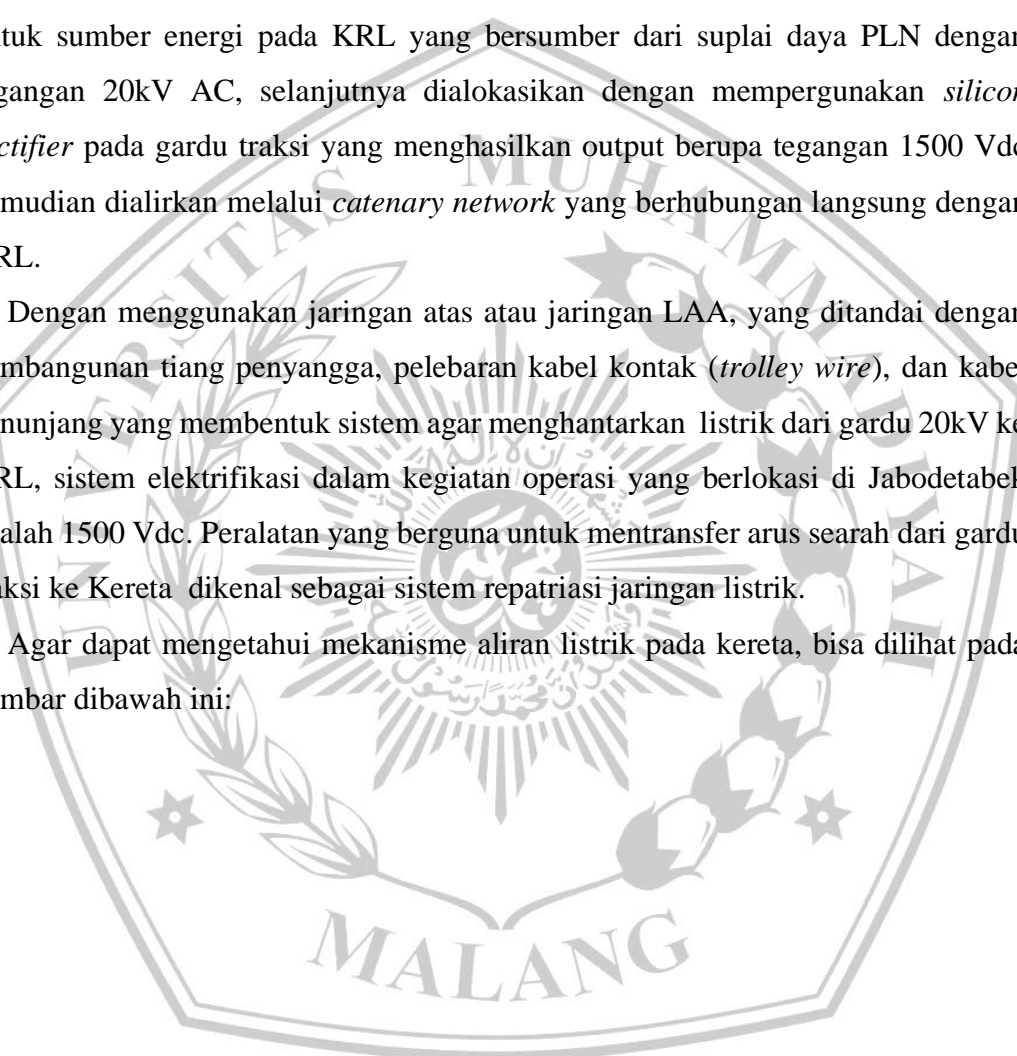 ntuk sumber energi pada KRL yang bersumber dari suplai daya PLN dengan
gangan 20kV AC, selanjutnya dialokasikan dengan mempergunakan silicon
ctifier pada gardu traksi yang menghasilkan output berupa tegangan 1500 Vdc
mudian dialirkan melalui catenary network yang berhubungan langsung dengan
RL.
Dengan menggunakan jaringan atas atau jaringan LAA, yang ditandai dengan
mbangunan tiang penyangga, pelebaran kabel kontak (trolley wire), dan kabel
nunjang yang membentuk sistem agar menghantarkan listrik dari gardu 20kV ke
RL, sistem elektrifikasi dalam kegiatan operasi yang berlokasi di Jabodetabek
alah 1500 Vdc. Peralatan yang berguna untuk mentransfer arus searah dari gardu
aksi ke Kereta dikenal sebagai sistem repatriasi jaringan listrik.
Agar dapat mengetahui mekanisme aliran listrik pada kereta, bisa dilihat pada
mbar dibawah ini:
UNIVERSITAS MUHAMMADIYAH
MALANG